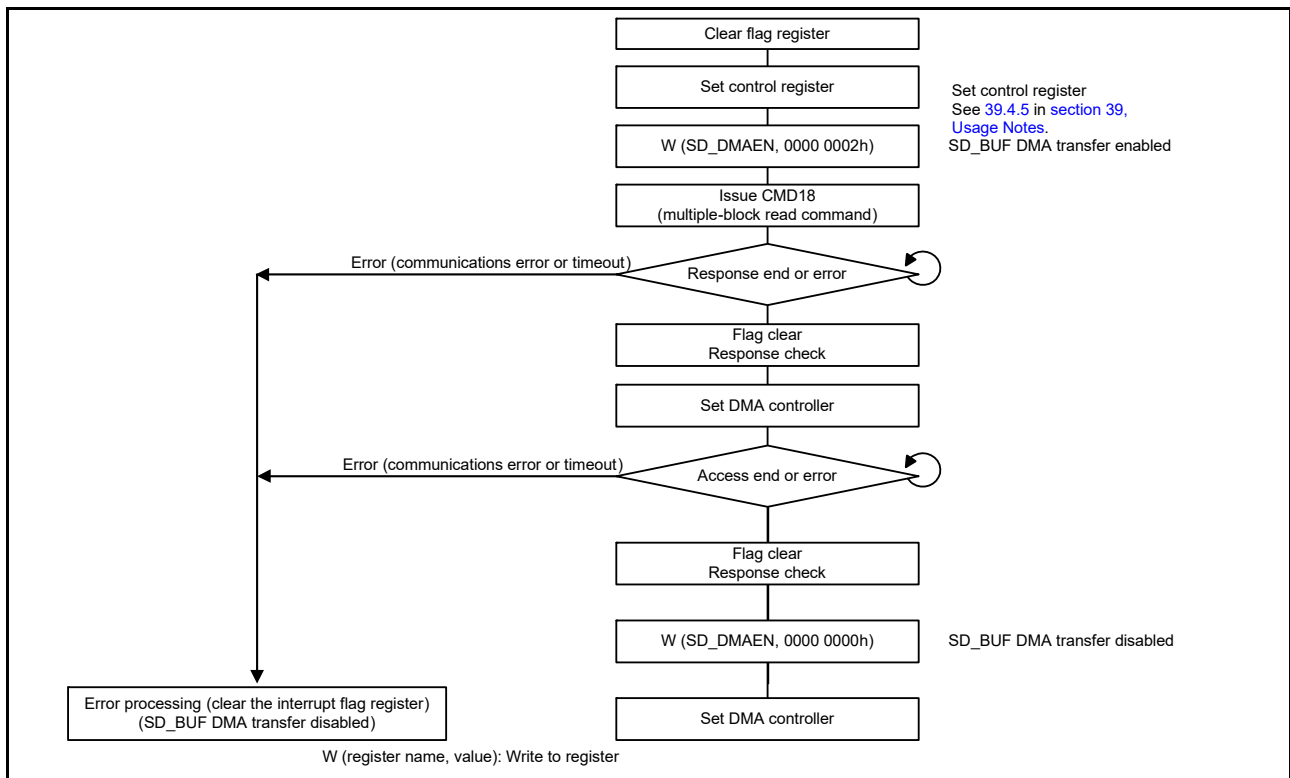 Clear flag register
Set control register
Set control register
See 39.4.5 in section 39,
Usage Notes.
W (SD_DMAEN, 0000 0002h)
SD_BUF DMA transfer enabled
Issue CMD18
(multiple-block read command)
Error (communications error or timeout)
Response end or error
Flag clear
Response check
Set DMA controller
Error (communications error or timeout)
Access end or error
Flag clear
Response check
W (SD_DMAEN, 0000 0000h)
SD_BUF DMA transfer disabled
Error processing (clear the interrupt flag register)
(SD_BUF DMA transfer disabled)
Set DMA controller
W (register name, value): Write to register